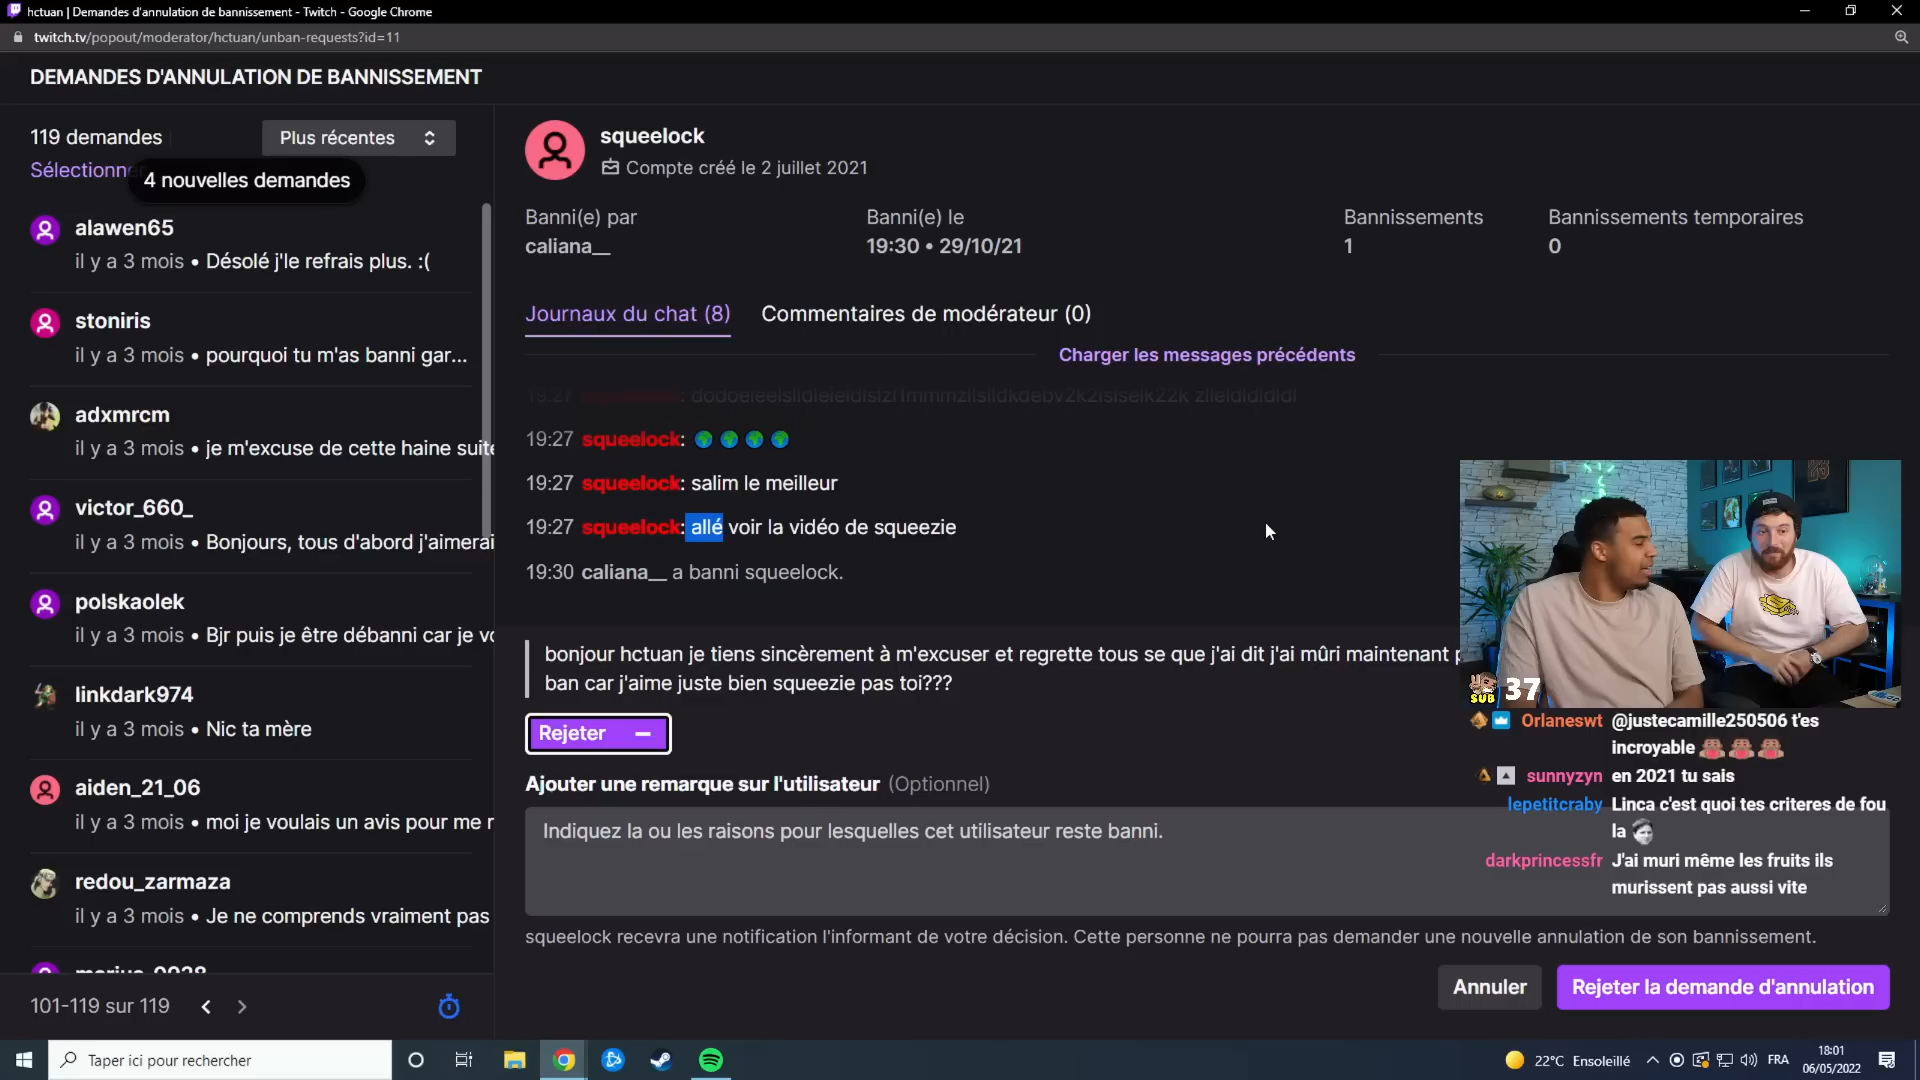 hctuan | Demandes d'annulation de bannissement - Twitch - Google Chrome
twitch.tv/popout/moderator/hctuan/unban-requests?id=11
DEMANDES D'ANNULATION DE BANNISSEMENT
119 demandes
Plus récentes
4 nouvelles demandes
alawen65
il y a 3 mois • Désolé j'le refrais plus. :(
stoniris
il y a 3 mois • pourquoi tu m'as banni gar...
adxmrcm
il y a 3 mois • je m'excuse de cette haine suite
victor_660_
il y a 3 mois • Bonjours, tous d'abord j'aimerai
polskaolek
il y a 3 mois • Bjr puis je être débanni car je vo
linkdark974
il y a 3 mois • Nic ta mère
aiden_21_06
il y a 3 mois • moi je voulais un avis pour me r
redou_zarmaza
il y a 3 mois • Je ne comprends vraiment pas
101-119 sur 119
squeelock
Compte créé le 2 juillet 2021
Banni(e) par
caliana__
Banni(e) le
19:30 • 29/10/21
Bannissements
1
Bannissements temporaires
0
Journaux du chat (8)
Commentaires de modérateur (0)
Charger les messages précédents
19:27
19:27 squeelock: 🌍 🌍 🌍 🌍
19:27 squeelock: salim le meilleur
19:27 squeelock: allé voir la vidéo de squeezie
19:30 caliana__ a banni squeelock.
bonjour hctuan je tiens sincèrement à m'excuser et regrette tous se que j'ai dit j'ai mûri maintenant
ban car j'aime juste bien squeezie pas toi???
Rejeter
Ajouter une remarque sur l'utilisateur (Optionnel)
Indiquez la ou les raisons pour lesquelles cet utilisateur reste banni.
squeelock recevra une notification l'informant de votre décision. Cette personne ne pourra pas demander une nouvelle annulation de son bannissement.
Annuler
Rejeter la demande d'annulation
SUB 37
Orlaneswt @justecamille250506 t'es
incroyable
sunnyzyn en 2021 tu sais
lepetitcraby Linca c'est quoi tes criteres de fou
la
darkprincessfr J'ai muri même les fruits ils
murissent pas aussi vite
Taper ici pour rechercher
22°C Ensoleillé
FRA
18:01
06/05/2022